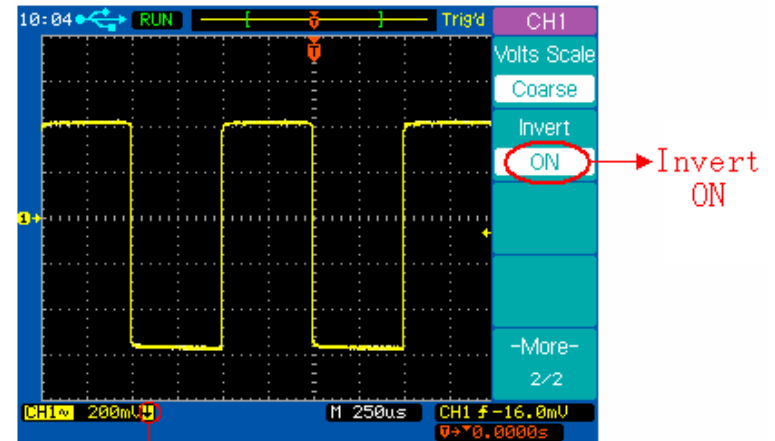 10:04 RUN T Trig'd CH1
T
Volts Scale
Coarse
Invert
ON
Invert
ON
1
-More-
2/2
CH1~ 200mV M 250us CH1 -16.0mV
0.0000s